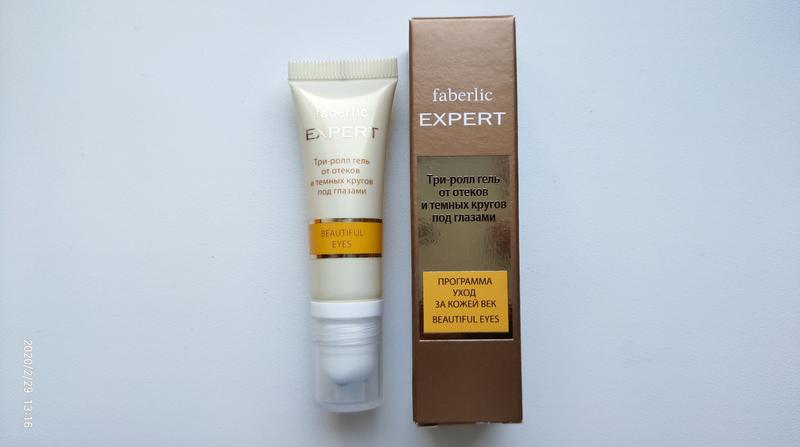 faberlic
EXPERT
Три-ролл гель
от отеков
и темных кругов
под глазами
BEAUTIFUL
EYES
faberlic
EXPERT
Три-ролл гель
от отеков
и темных кругов
под глазами
ПРОГРАММА
УХОД
ЗА КОЖЕЙ ВЕК
BEAUTIFUL EYES
2020/2/29 13:16